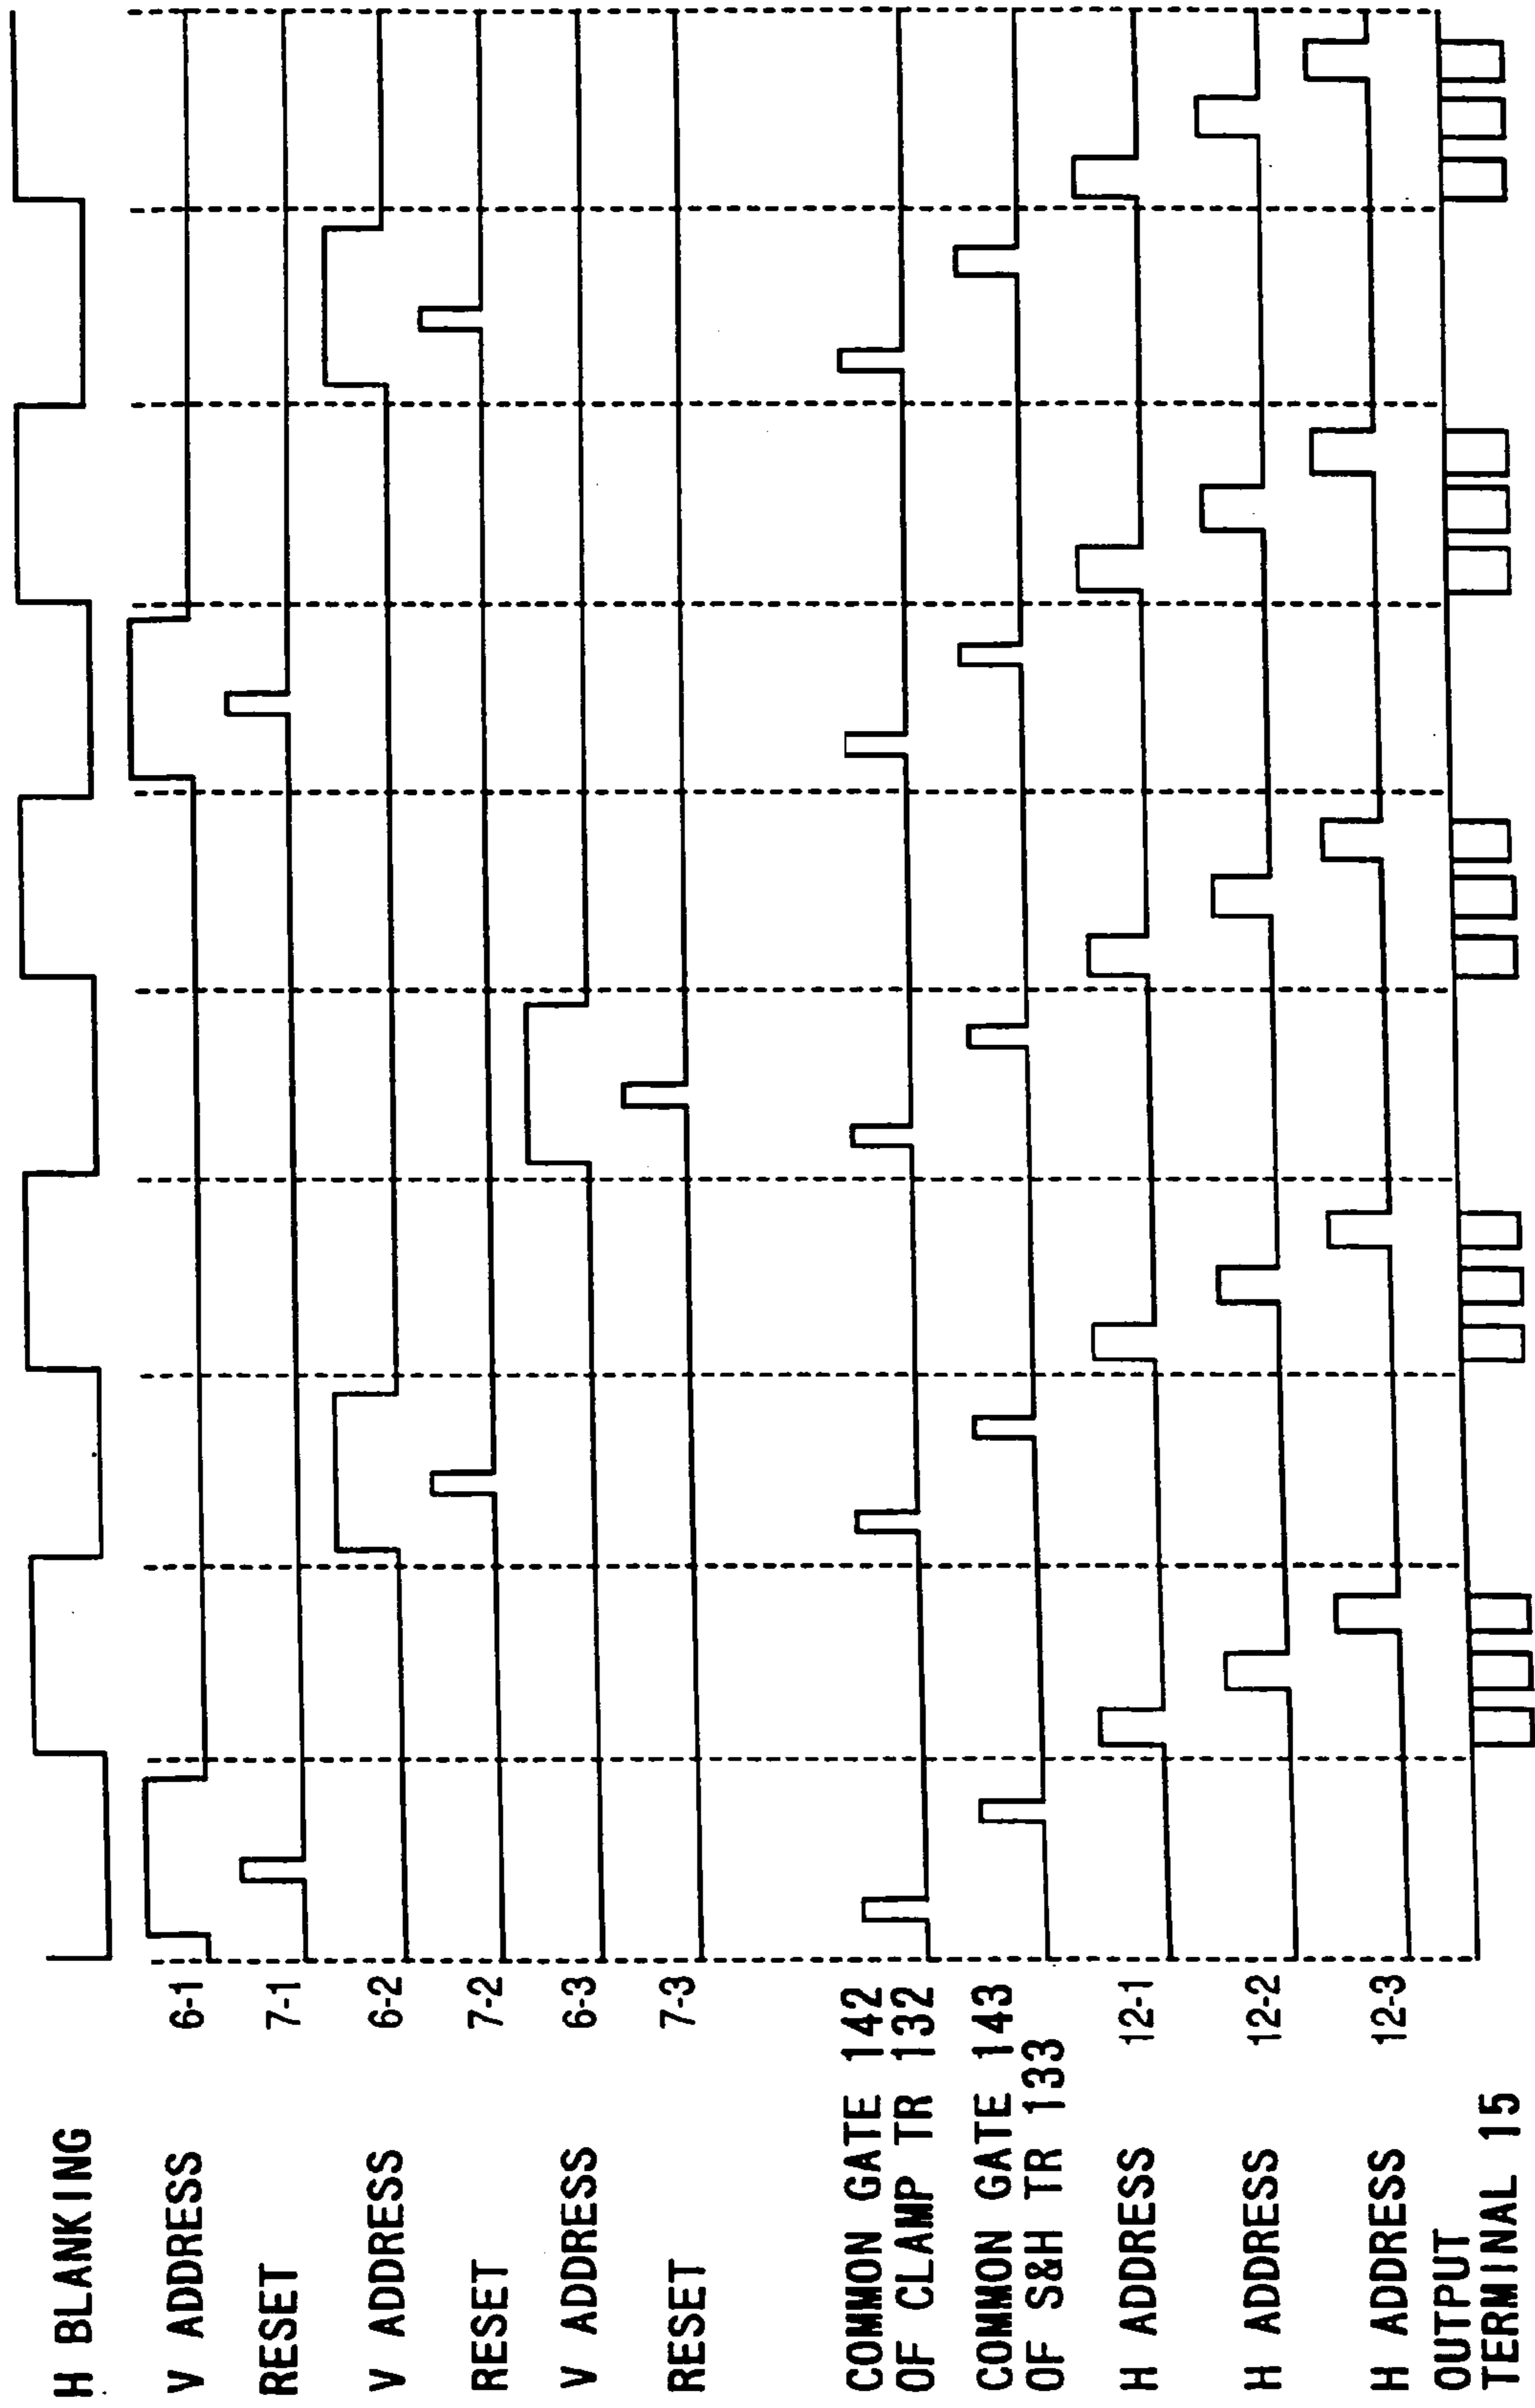 H BLANKING
V ADDRESS 6-1
RESET 7-1
V ADDRESS 6-2
RESET 7-2
V ADDRESS 6-3
RESET 7-3
COMMON GATE 142
OF CLAMP TR 132
COMMON GATE 143
OF S&H TR 133
H ADDRESS 12-1
H ADDRESS 12-2
H ADDRESS 12-3
OUTPUT
TERMINAL 15